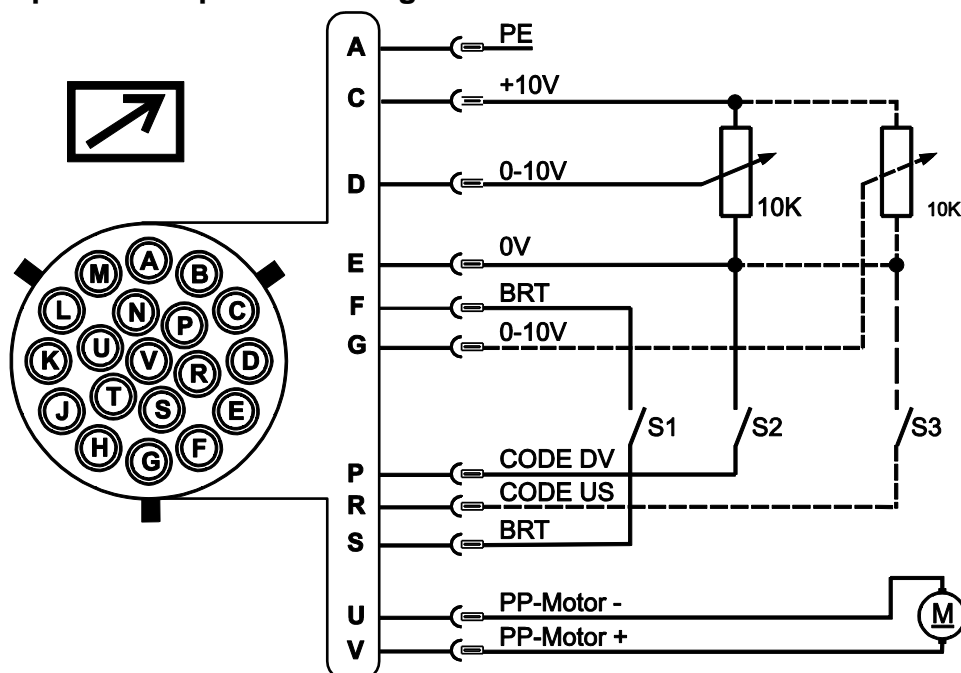 A PE
C +10V
D 0-10V
10K
10K
E 0V
F BRT
G 0-10V
S1
S2
S3
P CODE DV
R CODE US
S BRT
U PP-Motor -
V PP-Motor +
M
A
M B
L N P C
K U V R D
T S
J E
H G F